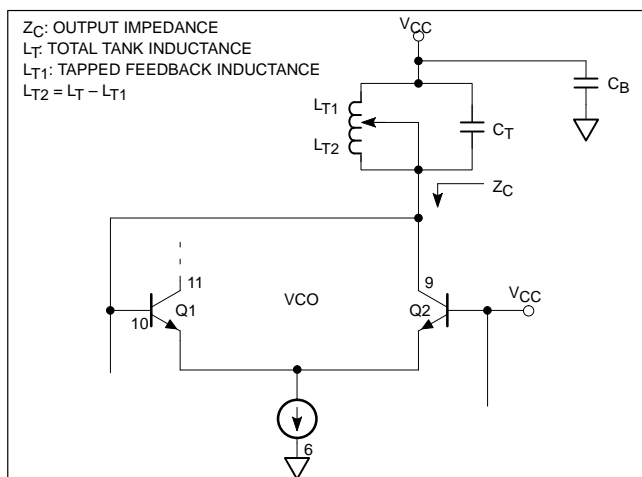 ZC: OUTPUT IMPEDANCE
LT: TOTAL TANK INDUCTANCE
LT1: TAPPED FEEDBACK INDUCTANCE
LT2 = LT – LT1
VCC
CB
LT1
CT
LT2
ZC
11
9
VCO
VCC
10
Q1
Q2
6